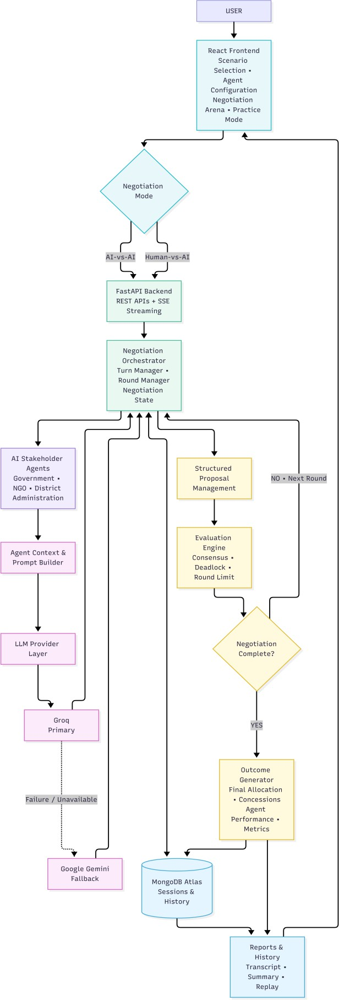 USER
React Frontend
Scenario
Selection •
Agent
Configuration
Negotiation
Arena • Practice
Mode
Negotiation
Mode
AI-vs-AI
Human-vs-AI
FastAPI Backend
REST APIs + SSE
Streaming
Negotiation
Orchestrator
Turn Manager •
Round Manager
Negotiation
State
AI Stakeholder
Agents
Government •
NGO • District
Administration
Structured
Proposal
Management
NO • Next Round
Agent Context &
Prompt Builder
Evaluation
Engine
Consensus •
Deadlock •
Round Limit
LLM Provider
Layer
Negotiation
Complete?
Groq
Primary
YES
Failure / Unavailable
Outcome
Generator
Final Allocation
• Concessions
Agent
Performance •
Metrics
Google Gemini
Fallback
MongoDB Atlas
Sessions &
History
Reports &
History
Transcript •
Summary •
Replay